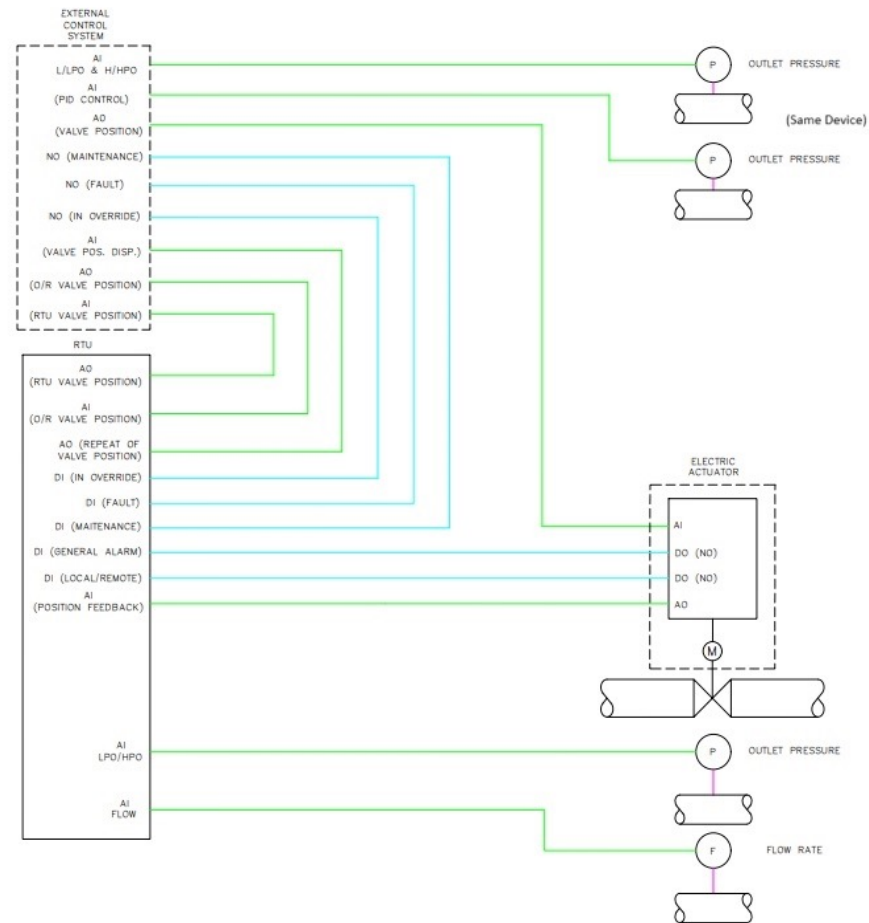 EXTERNAL
CONTROL
SYSTEM
AI
L/LPO & H/HPO
AI
(PID CONTROL)
AO
(VALVE POSITION)
NO (MAINTENANCE)
NO (FAULT)
NO (IN OVERRIDE)
AI
(VALVE POS. DISP.)
AO
(O/R VALVE POSITION)
AI
(RTU VALVE POSITION)
P
OUTLET PRESSURE
(Same Device)
P
OUTLET PRESSURE
RTU
AO
(RTU VALVE POSITION)
AI
(O/R VALVE POSITION)
AO (REPEAT OF
VALVE POSITION)
DI (IN OVERRIDE)
DI (FAULT)
DI (MAITENANCE)
DI (GENERAL ALARM)
DI (LOCAL/REMOTE)
AI
(POSITION FEEDBACK)
AI
LPO/HPO
AI
FLOW
ELECTRIC
ACTUATOR
AI
DO (NO)
DO (NO)
AO
M
P
OUTLET PRESSURE
F
FLOW RATE